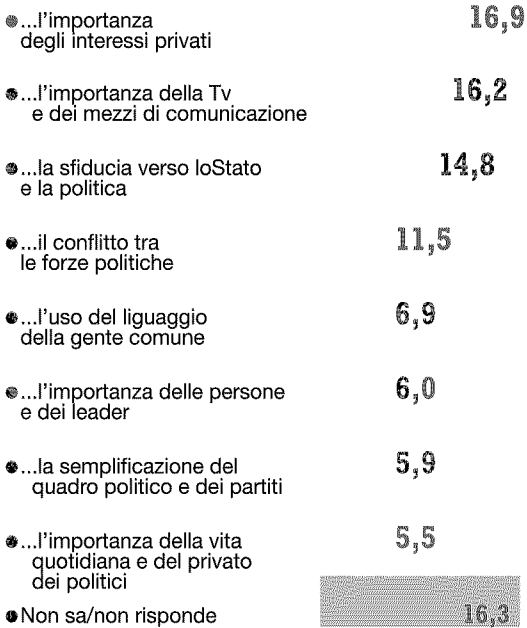 ...l'importanza 16,9
degli interessi privati
...l'importanza della Tv 16,2
e dei mezzi di comunicazione
...la sfiducia verso loStato 14,8
e la politica
...il conflitto tra 11,5
le forze politiche
...l'uso del liguaggio 6,9
della gente comune
...l'importanza delle persone 6,0
e dei leader
...la semplificazione del 5,9
quadro politico e dei partiti
...l'importanza della vita 5,5
quotidiana e del privato
dei politici
Non sa/non risponde 16,3